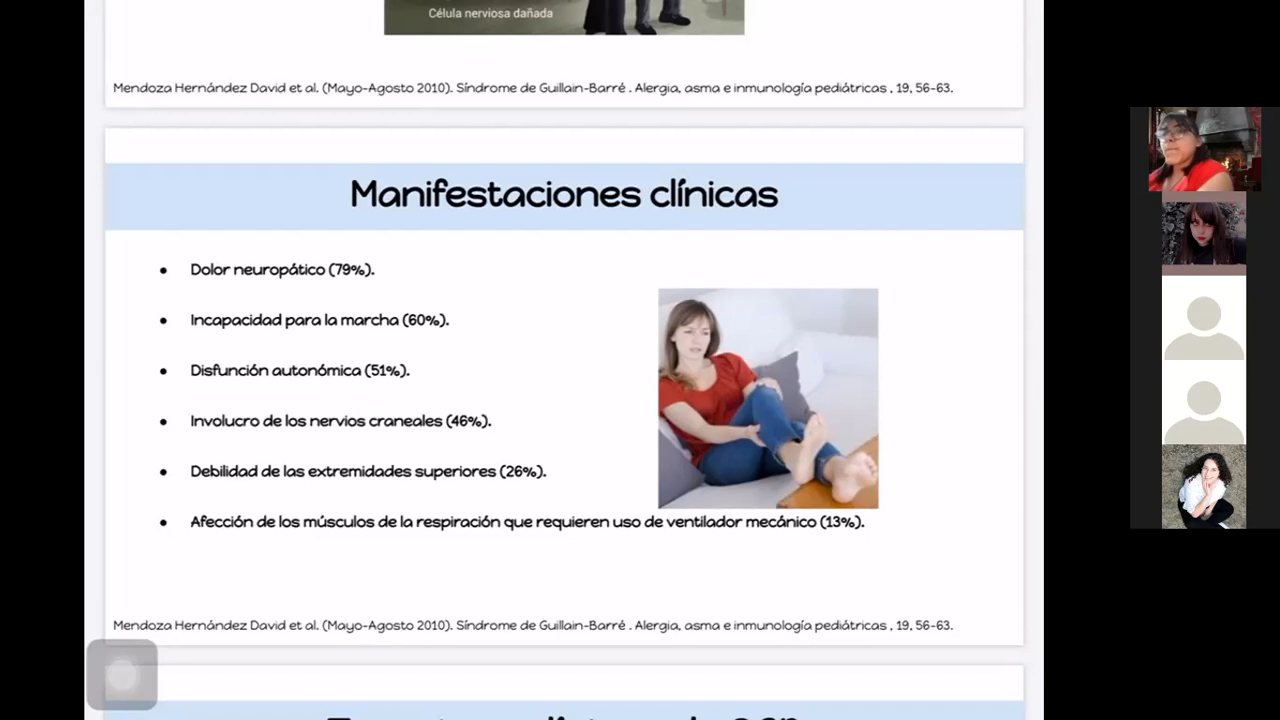 Célula nerviosa dañada
Mendoza Hernández David et al. (Mayo-Agosto 2010). Síndrome de Guillain-Barré . Alergia, asma e inmunología pediátricas , 19, 56-63.
Manifestaciones clínicas
● Dolor neuropático (79%).
● Incapacidad para la marcha (60%).
● Disfunción autonómica (51%).
● Involucro de los nervios craneales (46%).
● Debilidad de las extremidades superiores (26%).
● Afección de los músculos de la respiración que requieren uso de ventilador mecánico (13%).
Mendoza Hernández David et al. (Mayo-Agosto 2010). Síndrome de Guillain-Barré . Alergia, asma e inmunología pediátricas , 19, 56-63.